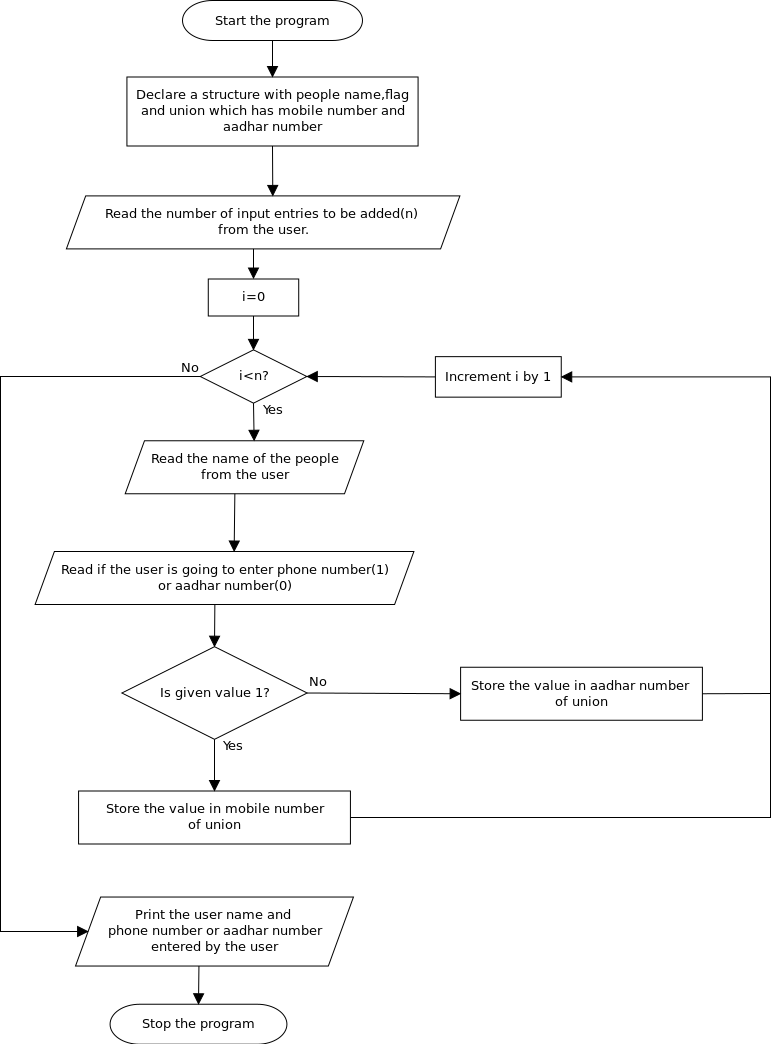 Start the program
Declare a structure with people name,flag
and union which has mobile number and
aadhar number
Read the number of input entries to be added(n)
from the user.
i=0
No
i<n?
Increment i by 1
Yes
Read the name of the people
from the user
Read if the user is going to enter phone number(1)
or aadhar number(0)
Is given value 1?
No
Store the value in aadhar number
of union
Yes
Store the value in mobile number
of union
Print the user name and
phone number or aadhar number
entered by the user
Stop the program